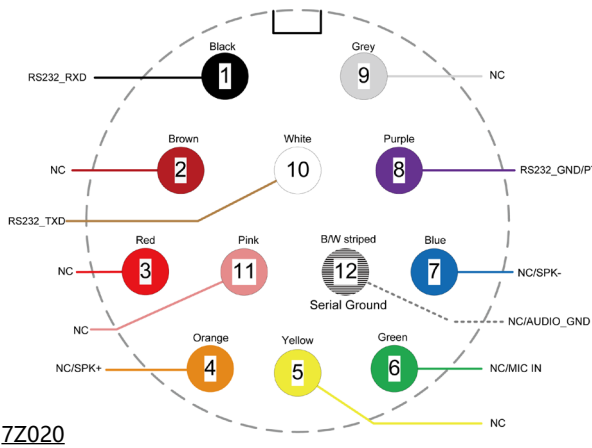 Black
Grey
RS232_RXD
1
9
NC
Brown
White
Purple
NC
2
10
8
RS232_GND/P
RS232_TXD
Red
Pink
B/W striped
Blue
NC
3
11
12
7
NC/SPK-
Serial Ground
NC
NC/AUDIO_GND
Orange
Yellow
Green
NC/SPK+
4
5
6
NC/MIC IN
NC
7Z020